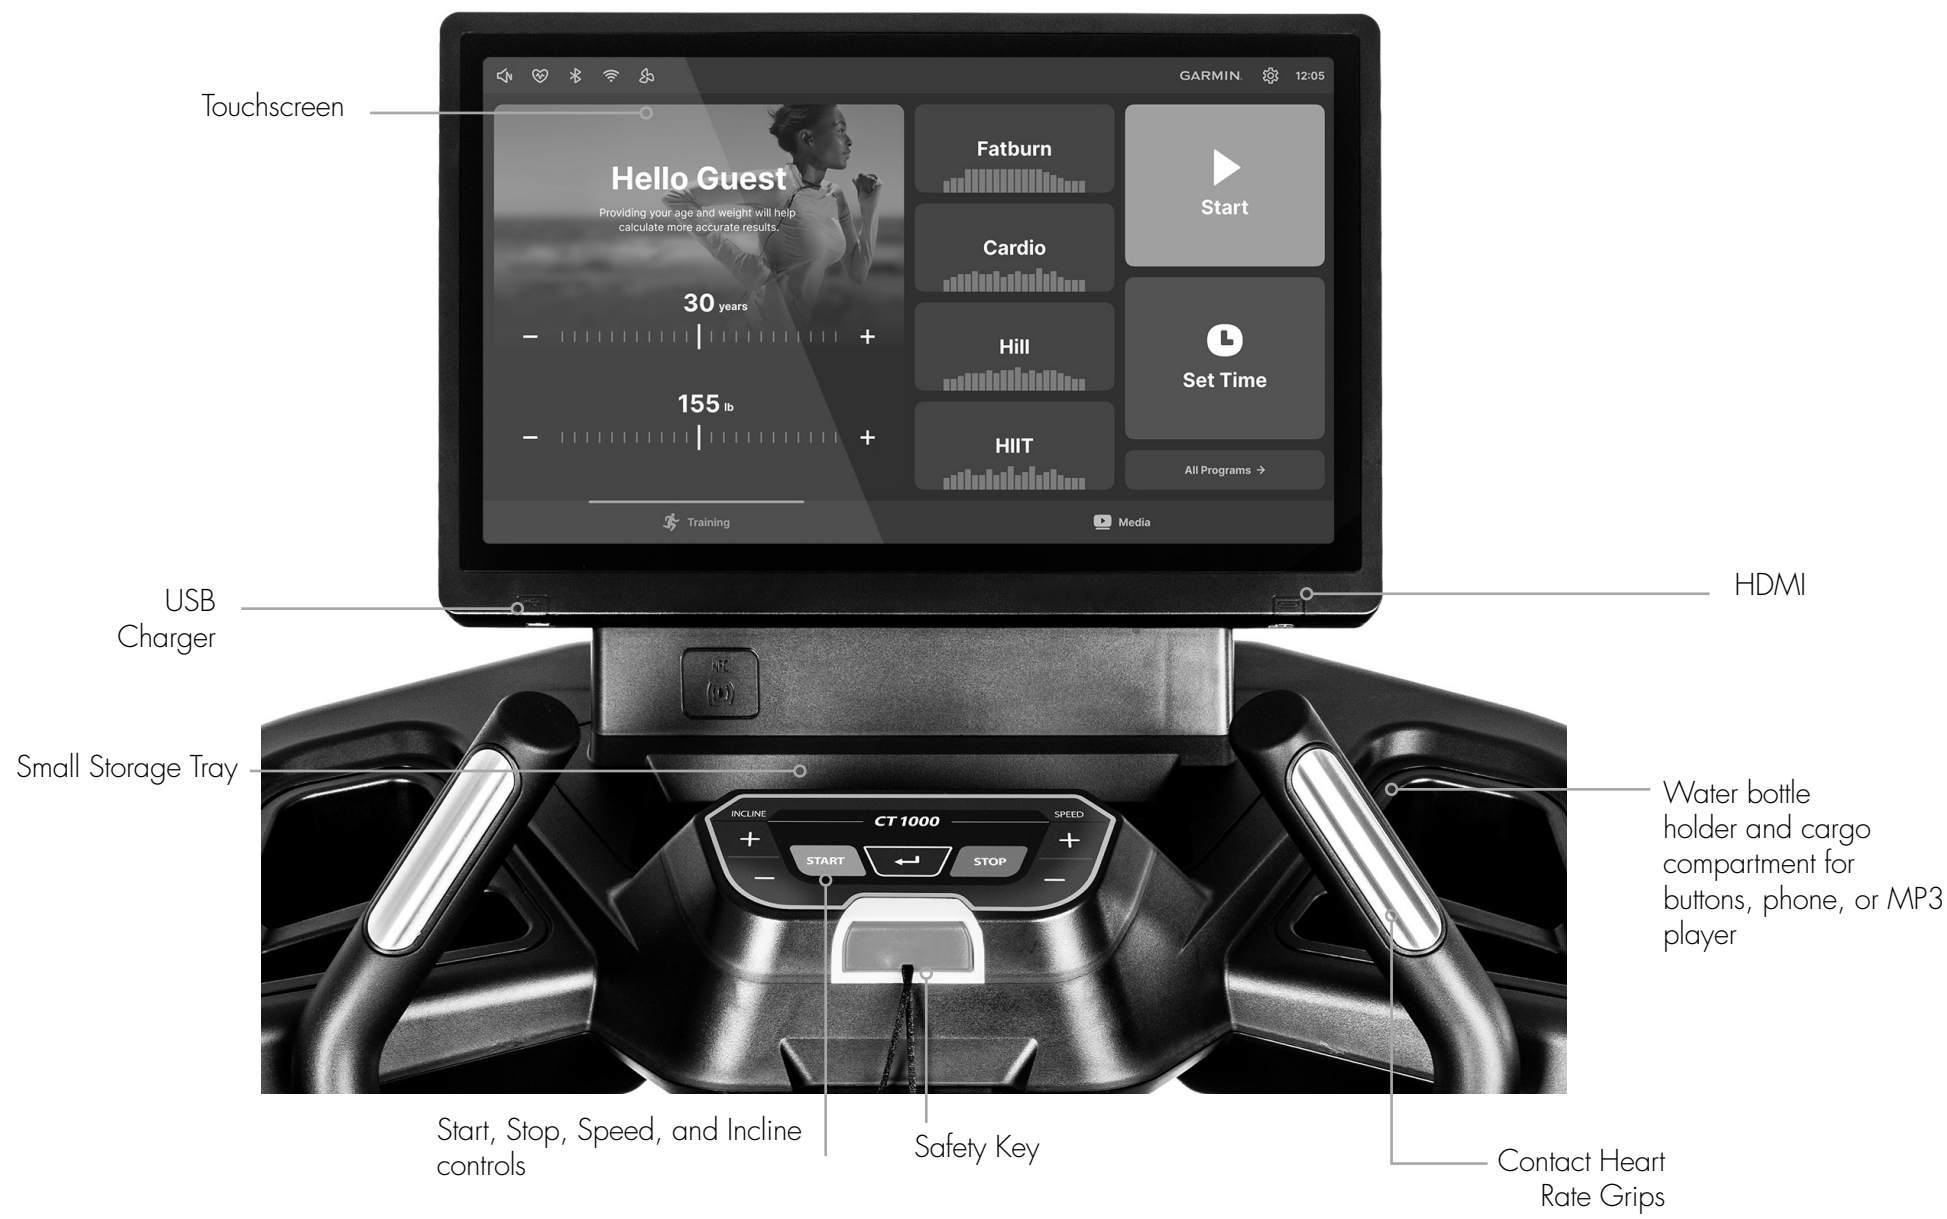 Touchscreen
GARMIN
12:05
Hello Guest
Providing your age and weight will help
calculate more accurate results.
30 years
155 lb
Fatburn
Cardio
Hill
HIIT
Start
Set Time
All Programs
Training
Media
USB
Charger
HDMI
NFC
Small Storage Tray
Water bottle
holder and cargo
compartment for
buttons, phone, or MP3
player
INCLINE
CT1000
SPEED
START
STOP
Start, Stop, Speed, and Incline
controls
Safety Key
Contact Heart
Rate Grips